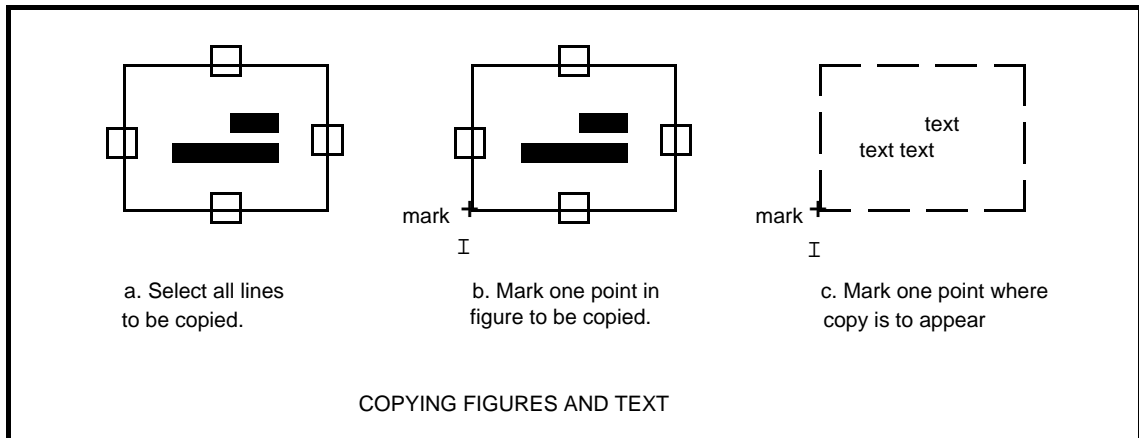 text
text text
mark
mark
a. Select all lines
to be copied.
b. Mark one point in
figure to be copied.
c. Mark one point where
copy is to appear
COPYING FIGURES AND TEXT